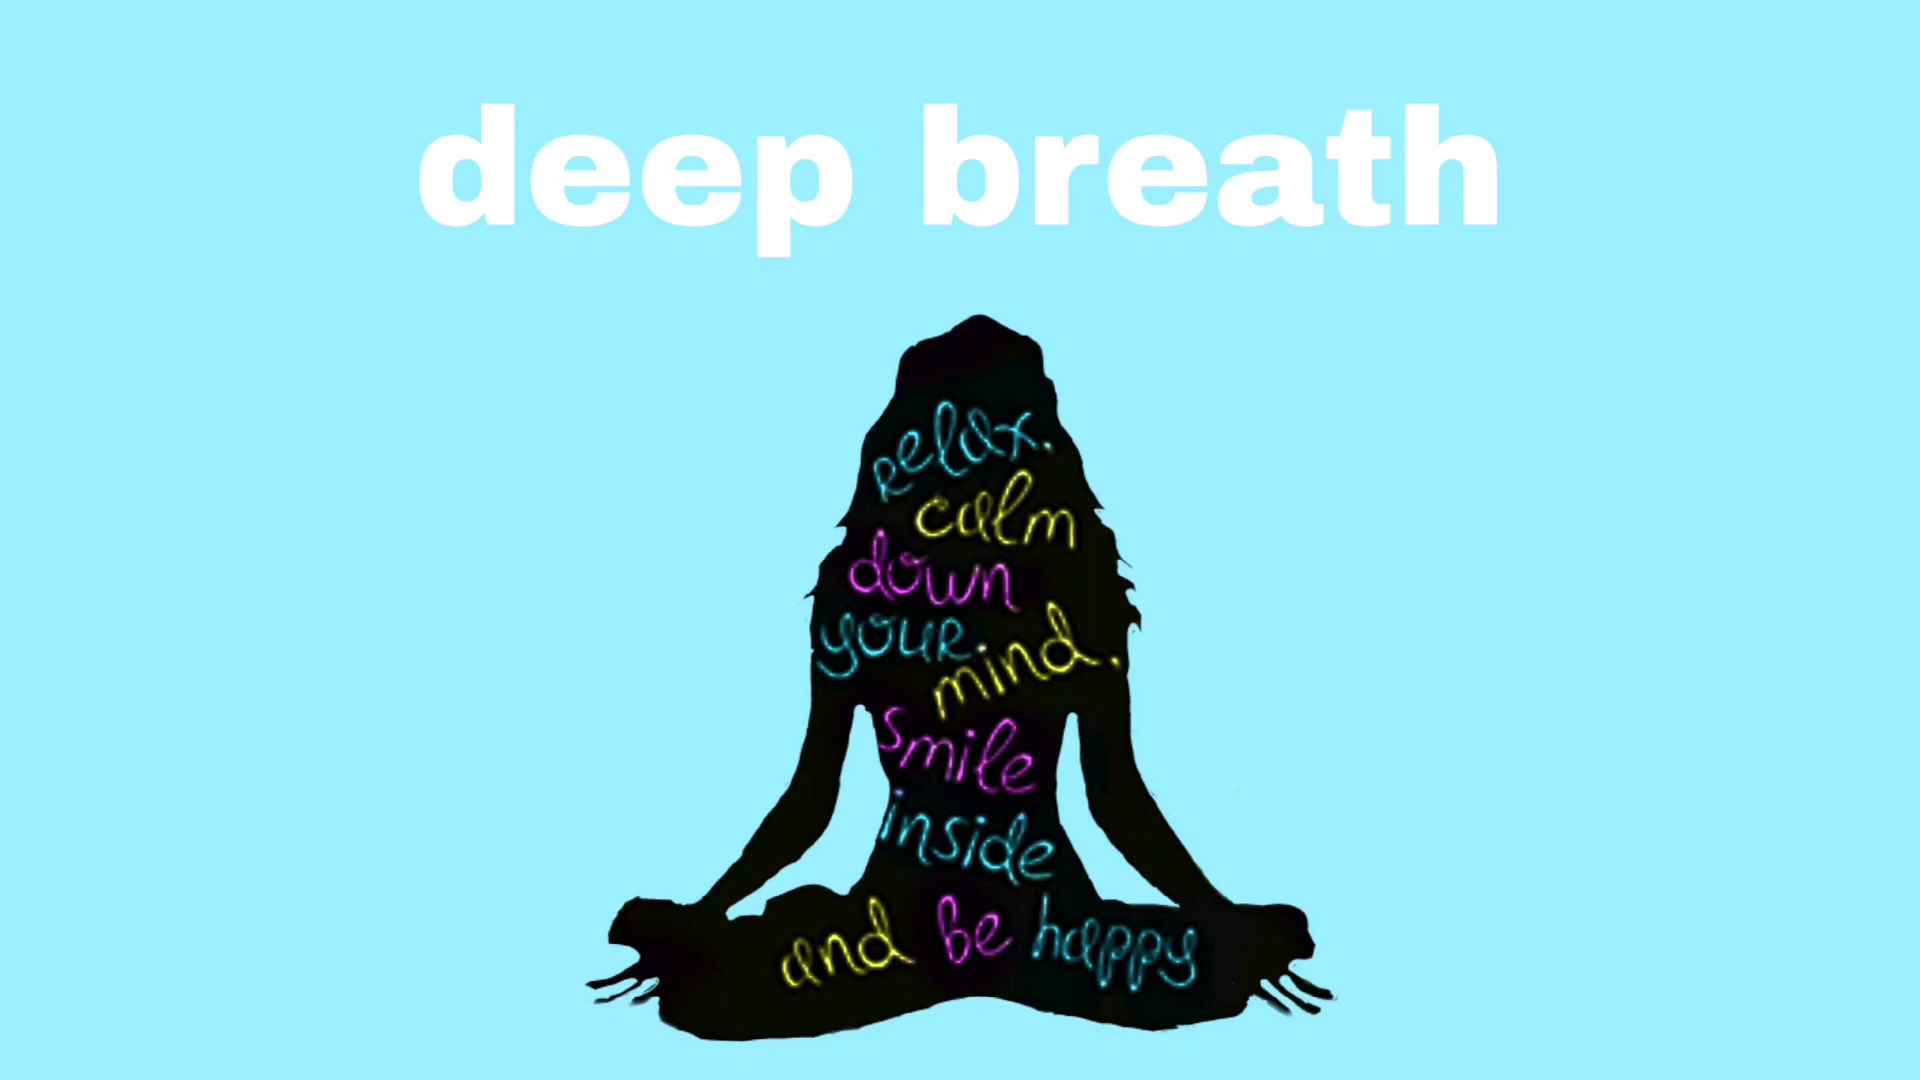 deep breath
relax.
calm
down
your
mind.
smile
inside
and be happy